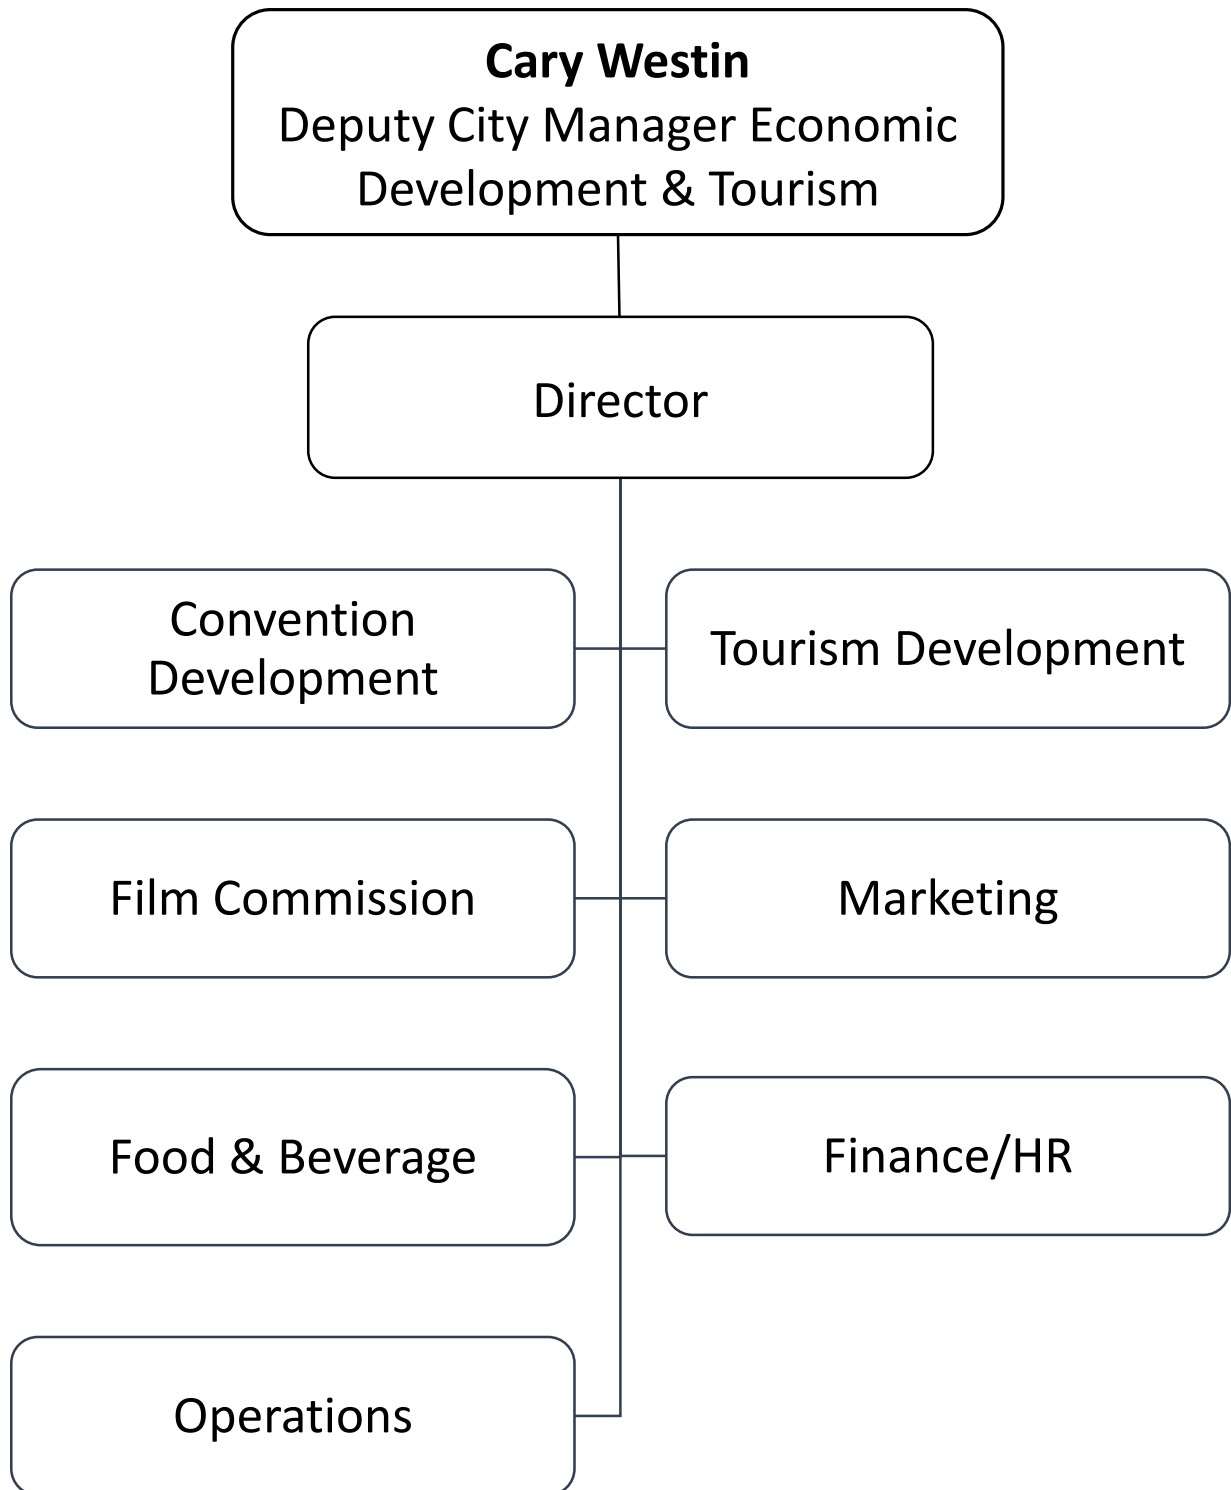 Cary Westin
Deputy City Manager Economic
Development & Tourism
Director
Convention
Development
Tourism Development
Film Commission
Marketing
Food & Beverage
Finance/HR
Operations